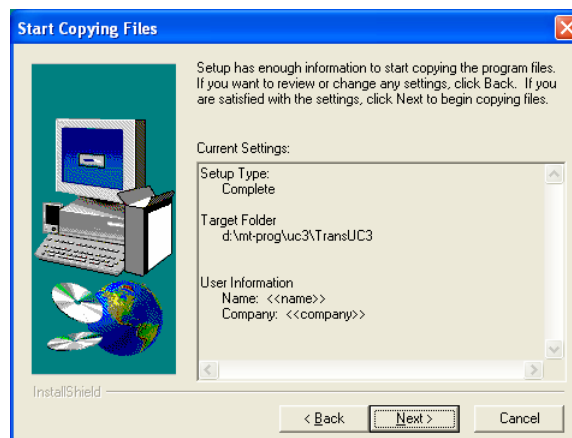 Start Copying Files
Setup has enough information to start copying the program files.
If you want to review or change any settings, click Back. If you
are satisfied with the settings, click Next to begin copying files.
Current Settings:
Setup Type:
Complete
Target Folder
d:\mt-prog\uc3\TransUC3
User Information
Name: <<name>>
Company: <<company>>
InstallShield
< Back
Next >
Cancel